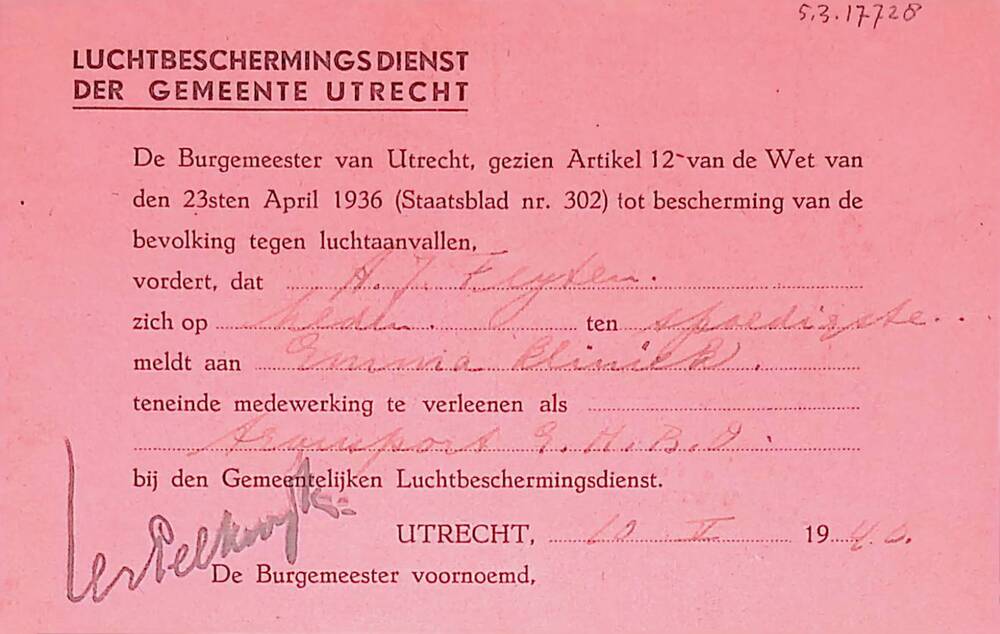 5.3.17728
LUCHTBESCHERMINGSDIENST
DER GEMEENTE UTRECHT
De Burgemeester van Utrecht, gezien Artikel 12 van de Wet van
den 23sten April 1936 (Staatsblad nr. 302) tot bescherming van de
bevolking tegen luchtaanvallen,
vordert, dat A. J. Feyten.
zich op heden. ten spoedigste
meldt aan Emma Kliniek.
teneinde medewerking te verleenen als
transport E.H.B.O.
bij den Gemeentelijken Luchtbeschermingsdienst.
UTRECHT, 10 V 1940.
De Burgemeester voornoemd,